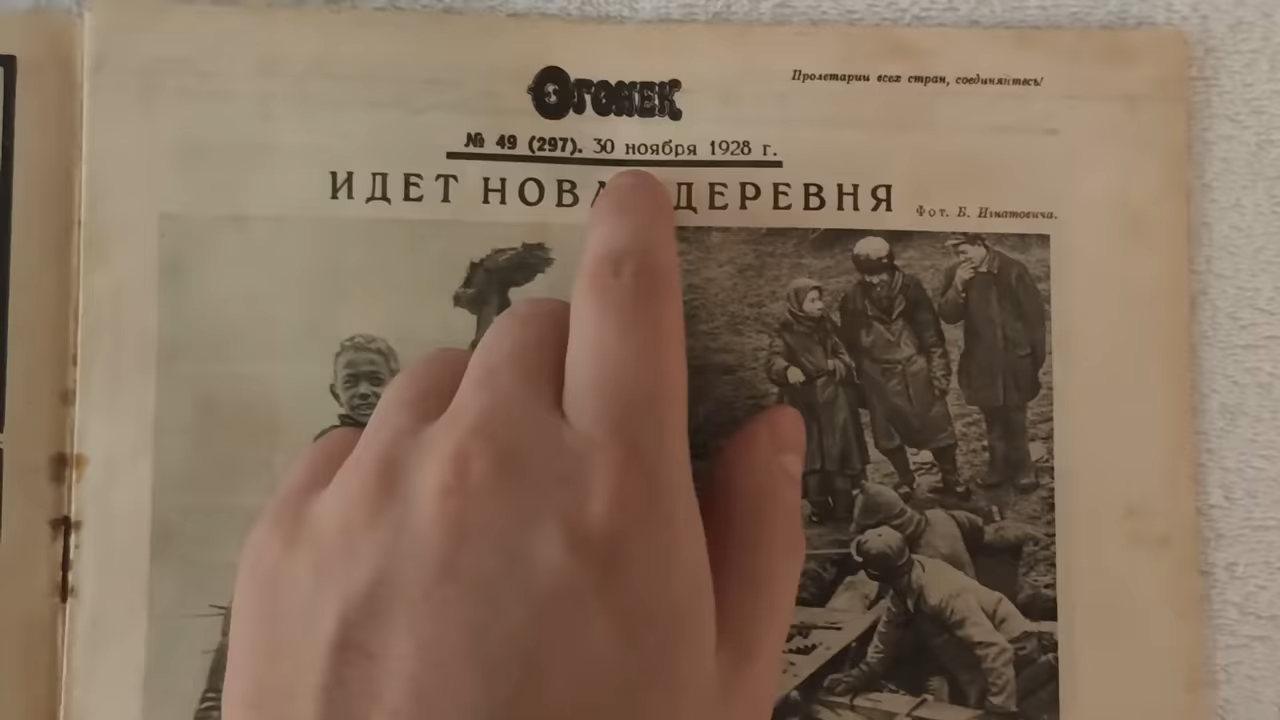 Огонек
Пролетарии всех стран, соединяйтесь!
№ 49 (297). 30 ноября 1928 г.
ИДЕТ ДЕРЕВНЯ
Фот. Б. Игнатовича.